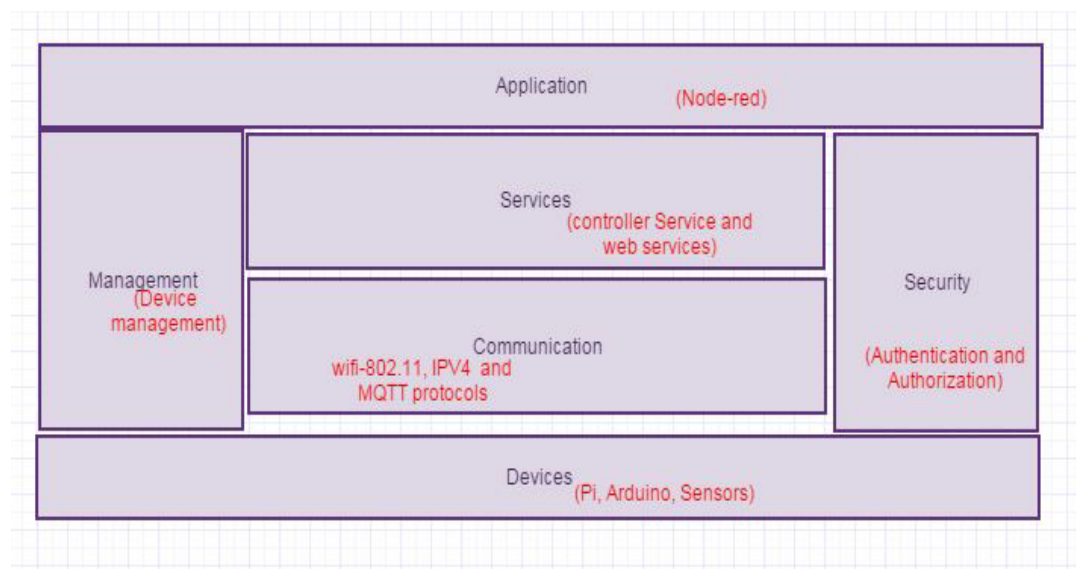 Application
(Node-red)
Services
(controller Service and
web services)
Management
(Device
management)
Security
(Authentication and
Authorization)
Communication
wifi-802.11, IPV4 and
MQTT protocols
Devices
(Pi, Arduino, Sensors)